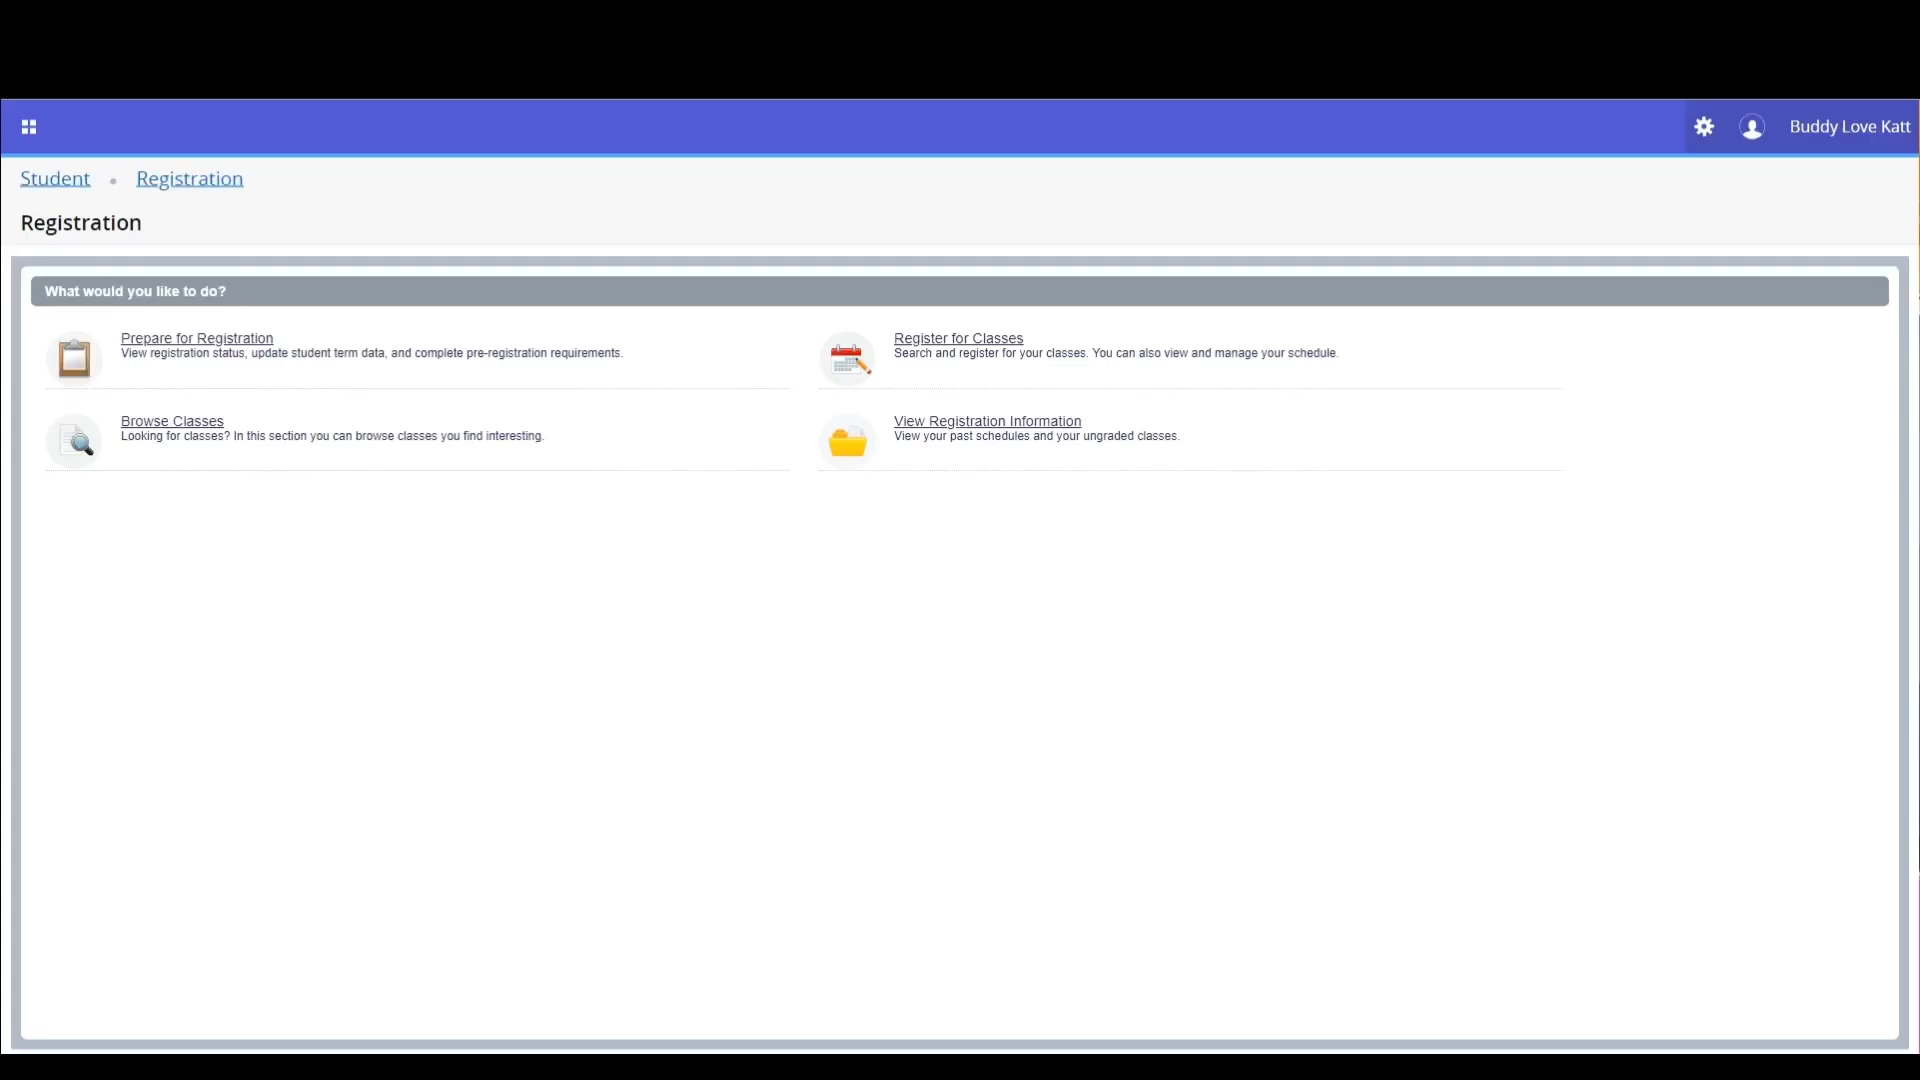 Buddy Love Katt
Student • Registration
Registration
What would you like to do?
Prepare for Registration
View registration status, update student term data, and complete pre-registration requirements.
Register for Classes
Search and register for your classes. You can also view and manage your schedule.
Browse Classes
Looking for classes? In this section you can browse classes you find interesting.
View Registration Information
View your past schedules and your ungraded classes.